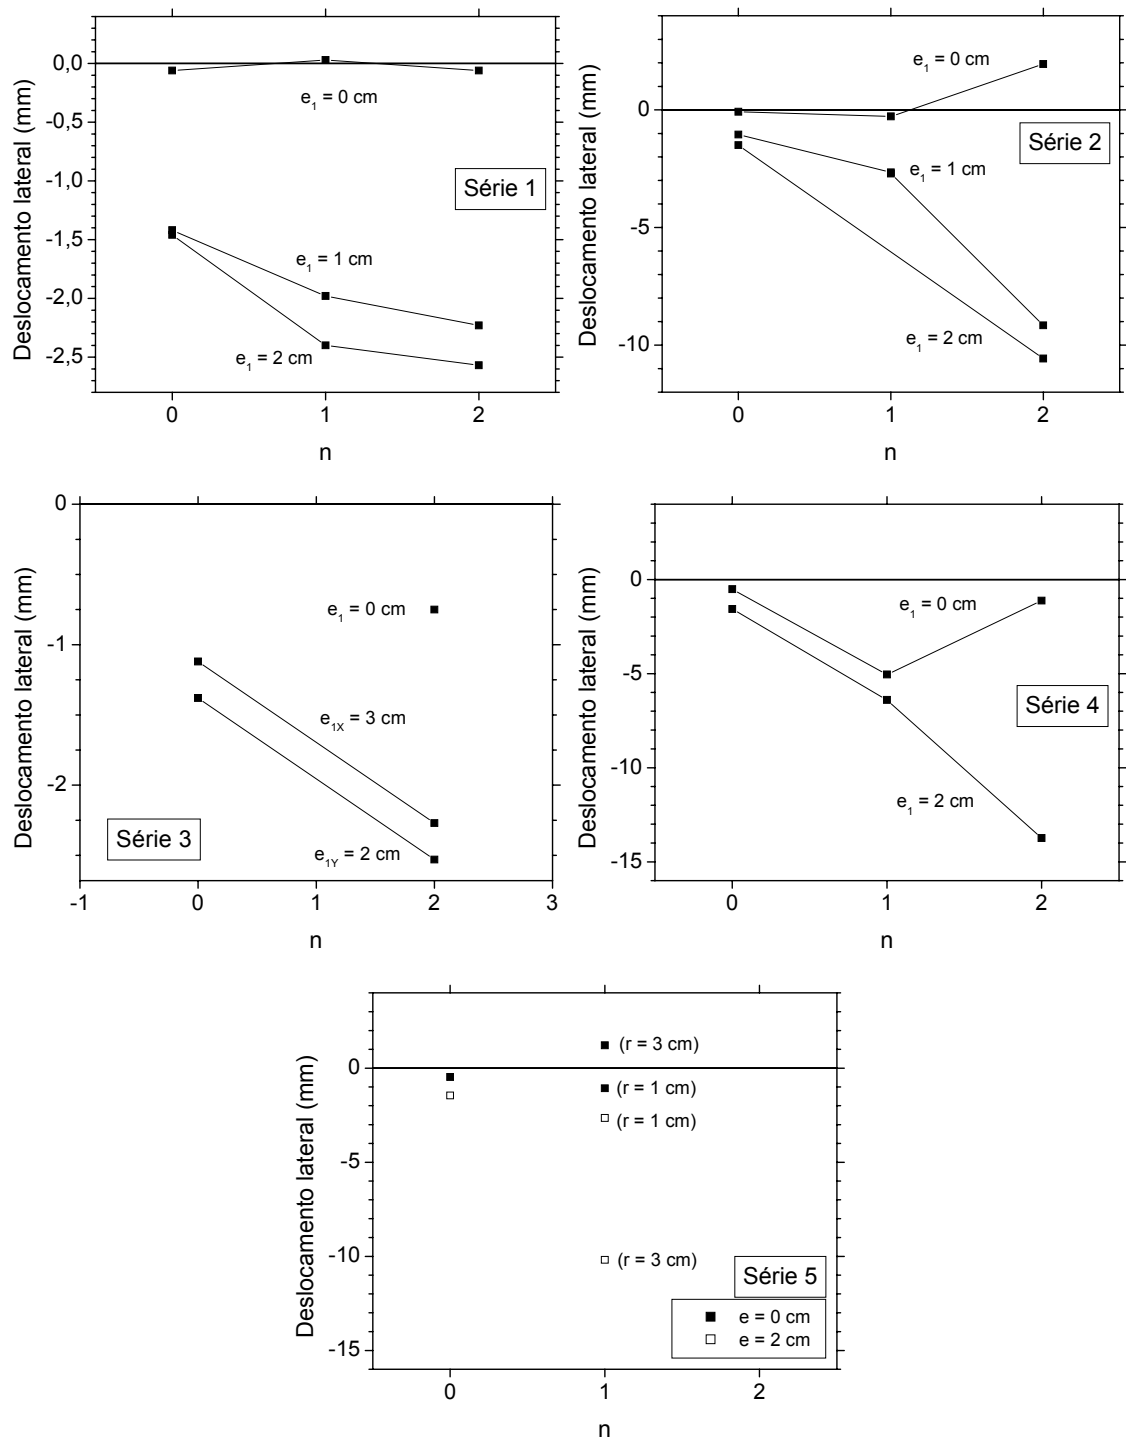 Deslocamento lateral (mm)
0,0
-0,5
-1,0
-1,5
-2,0
-2,5
e₁ = 0 cm
Série 1
e₁ = 1 cm
e₁ = 2 cm
0 1 2
n
Deslocamento lateral (mm)
0
-5
-10
e₁ = 0 cm
Série 2
e₁ = 1 cm
e₁ = 2 cm
0 1 2
n
Deslocamento lateral (mm)
0
-1
-2
e₁ = 0 cm
e₁X = 3 cm
Série 3
e₁Y = 2 cm
-1 0 1 2 3
n
Deslocamento lateral (mm)
0
-5
-10
-15
e₁ = 0 cm
Série 4
e₁ = 2 cm
0 1 2
n
Deslocamento lateral (mm)
0
-5
-10
-15
(r = 3 cm)
(r = 1 cm)
(r = 1 cm)
(r = 3 cm)
Série 5
e = 0 cm
e = 2 cm
0 1 2
n